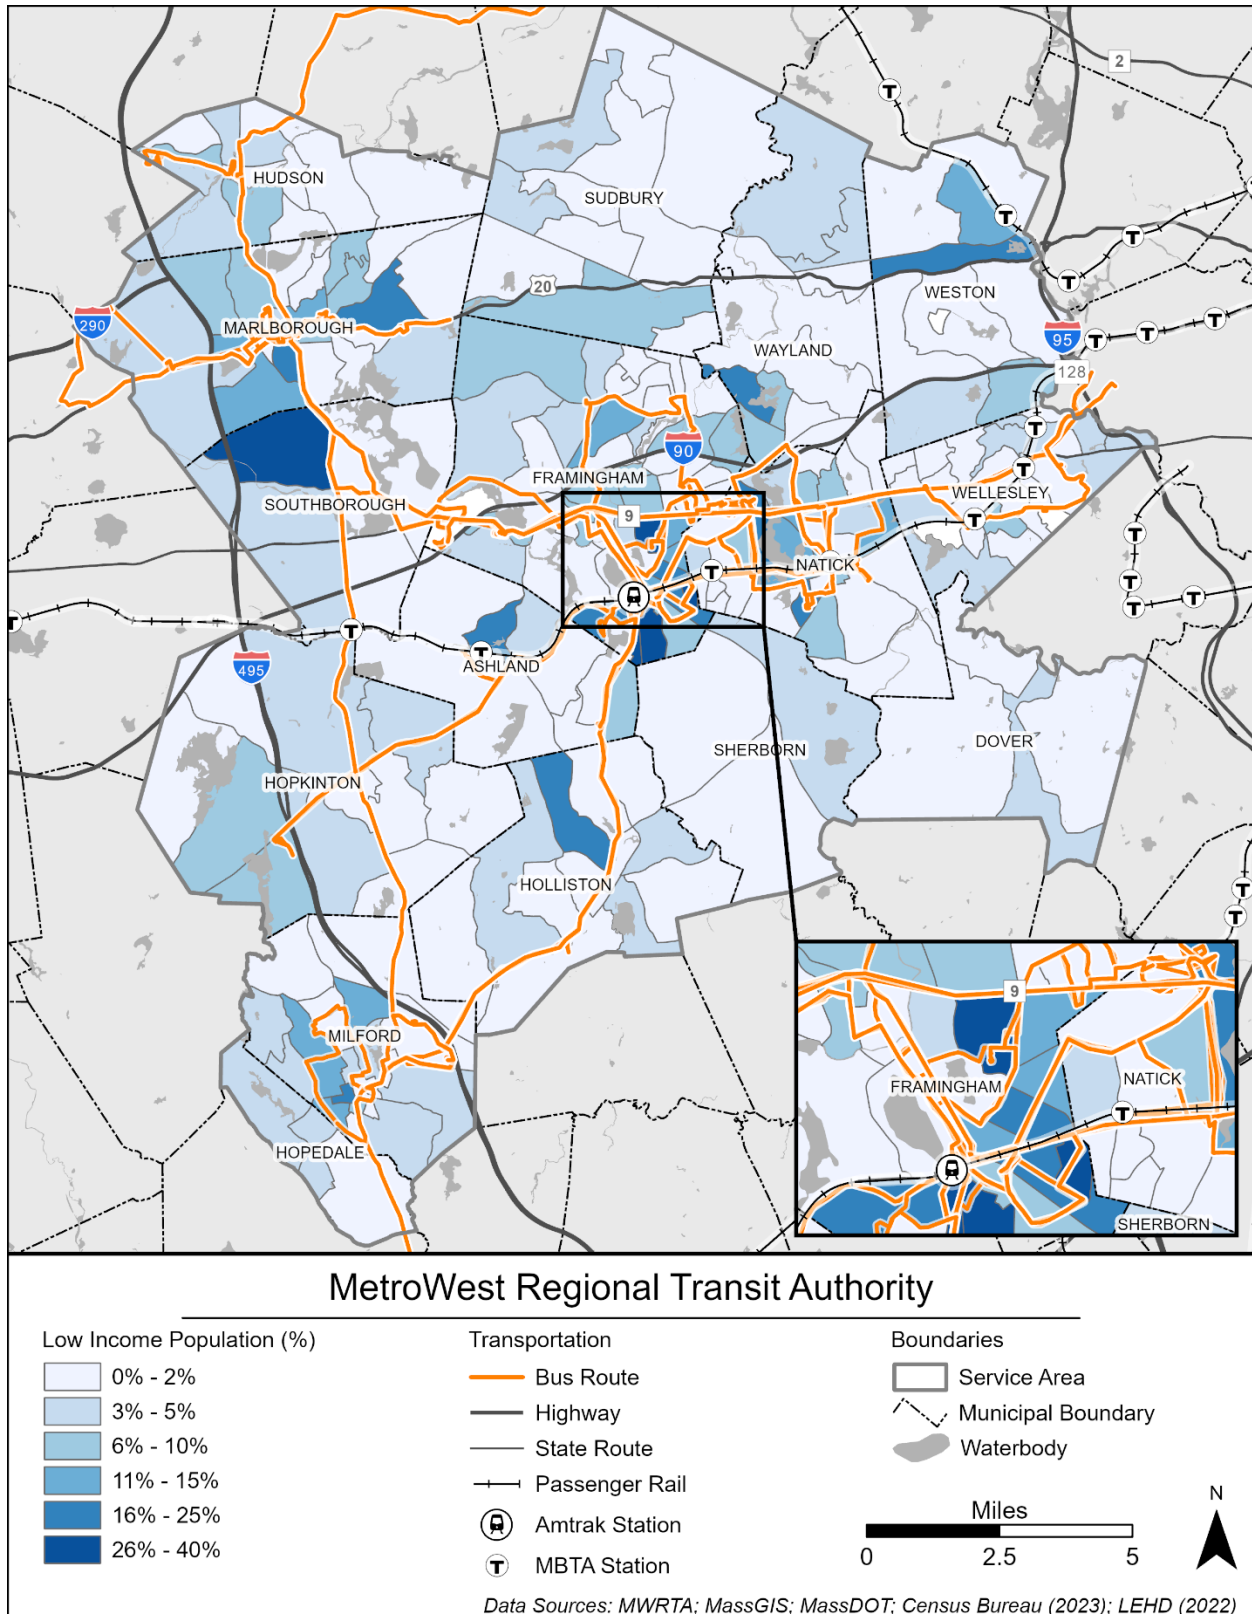 2
HUDSON
SUDBURY
20
WESTON
290
MARLBOROUGH
95
WAYLAND
128
90
FRAMINGHAM
SOUTHBOROUGH
WELLESLEY
9
NATICK
T
ASHLAND
495
SHERBORN
DOVER
HOPKINTON
HOLLISTON
MILFORD
HOPEDALE
9
FRAMINGHAM
NATICK
T
SHERBORN
MetroWest Regional Transit Authority
Low Income Population (%)
0% - 2%
3% - 5%
6% - 10%
11% - 15%
16% - 25%
26% - 40%
Transportation
Bus Route
Highway
State Route
Passenger Rail
Amtrak Station
T MBTA Station
Boundaries
Service Area
Municipal Boundary
Waterbody
Miles
0 2.5 5
N
Data Sources: MWRTA; MassGIS; MassDOT; Census Bureau (2023); LEHD (2022)